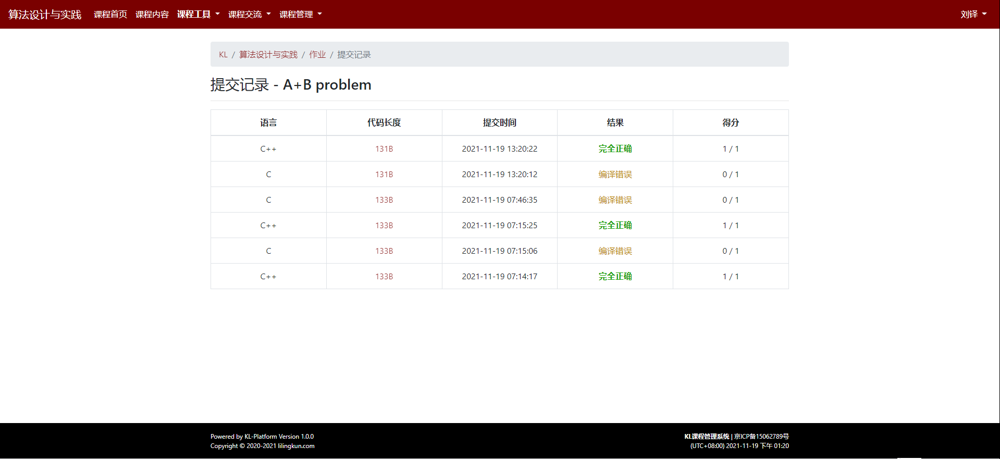 算法设计与实践 课程首页 课程内容 课程工具 课程交流 课程管理 刘铎
KL / 算法设计与实践 / 作业 / 提交记录
提交记录 - A+B problem
语言 代码长度 提交时间 结果 得分
C++ 131B 2021-11-19 13:20:22 完全正确 1 / 1
C 131B 2021-11-19 13:20:12 编译错误 0 / 1
C 133B 2021-11-19 07:46:35 编译错误 0 / 1
C++ 133B 2021-11-19 07:15:25 完全正确 1 / 1
C 133B 2021-11-19 07:15:06 编译错误 0 / 1
C++ 133B 2021-11-19 07:14:17 完全正确 1 / 1
Powered by KL-Platform Version 1.0.0 KL课程管理系统 | 京ICP备15062789号
Copyright © 2020-2021 lilingkun.com (UTC+08:00) 2021-11-19 下午 01:20